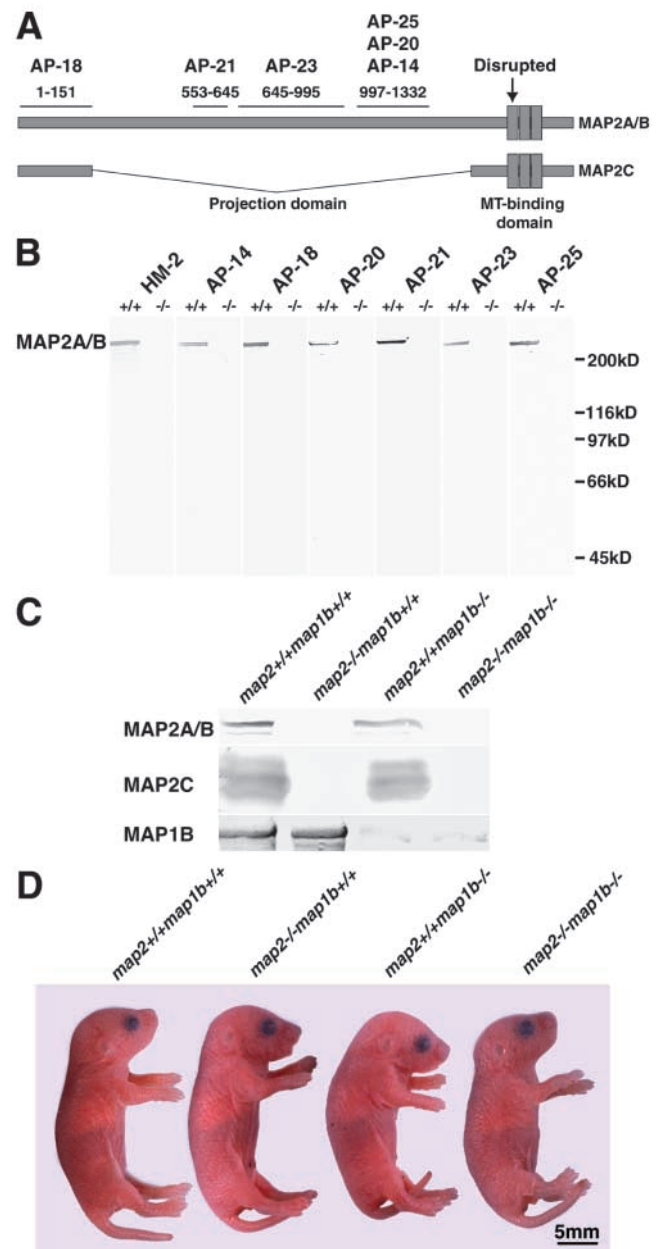 A
AP-25
AP-20
AP-18 AP-21 AP-23 AP-14 Disrupted
1-151 553-645 645-995 997-1332
MAP2A/B
MAP2C
Projection domain MT-binding
domain
B
HM-2 AP-14 AP-18 AP-20 AP-21 AP-23 AP-25
+/+ -/- +/+ -/- +/+ -/- +/+ -/- +/+ -/- +/+ -/- +/+ -/-
MAP2A/B
200kD
116kD
97kD
66kD
45kD
C
map2+/+map1b+/+ map2-/-map1b+/+ map2+/+map1b-/- map2-/-map1b-/-
MAP2A/B
MAP2C
MAP1B
D
map2+/+map1b+/+ map2-/-map1b+/+ map2+/+map1b-/- map2-/-map1b-/-
5mm